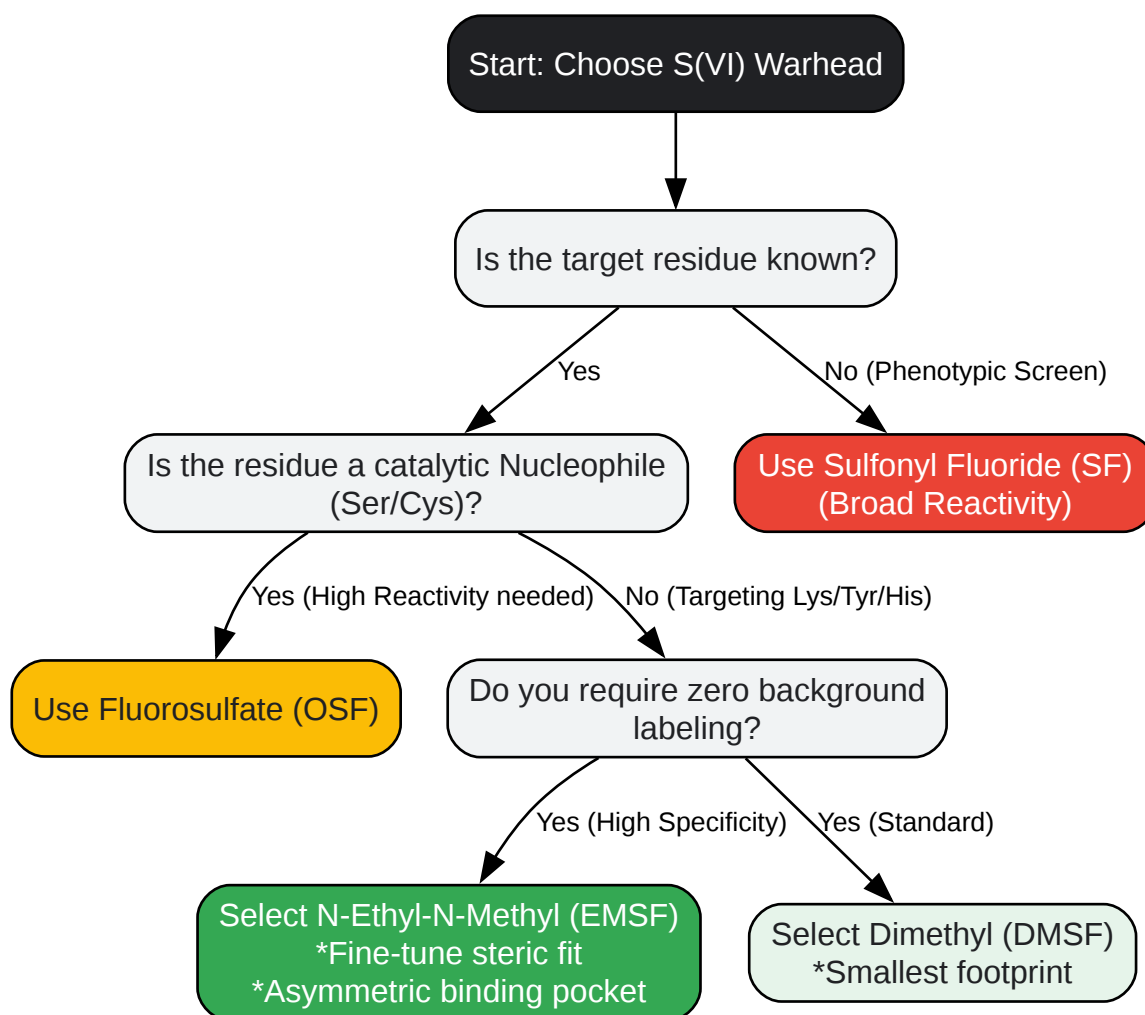 Start: Choose S(VI) Warhead
Is the target residue known?
Yes
No (Phenotypic Screen)
Is the residue a catalytic Nucleophile
(Ser/Cys)?
Use Sulfonyl Fluoride (SF)
(Broad Reactivity)
Yes (High Reactivity needed)
No (Targeting Lys/Tyr/His)
Use Fluorosulfate (OSF)
Do you require zero background
labeling?
Yes (High Specificity)
Yes (Standard)
Select N-Ethyl-N-Methyl (EMSF)
*Fine-tune steric fit
*Asymmetric binding pocket
Select Dimethyl (DMSF)
*Smallest footprint